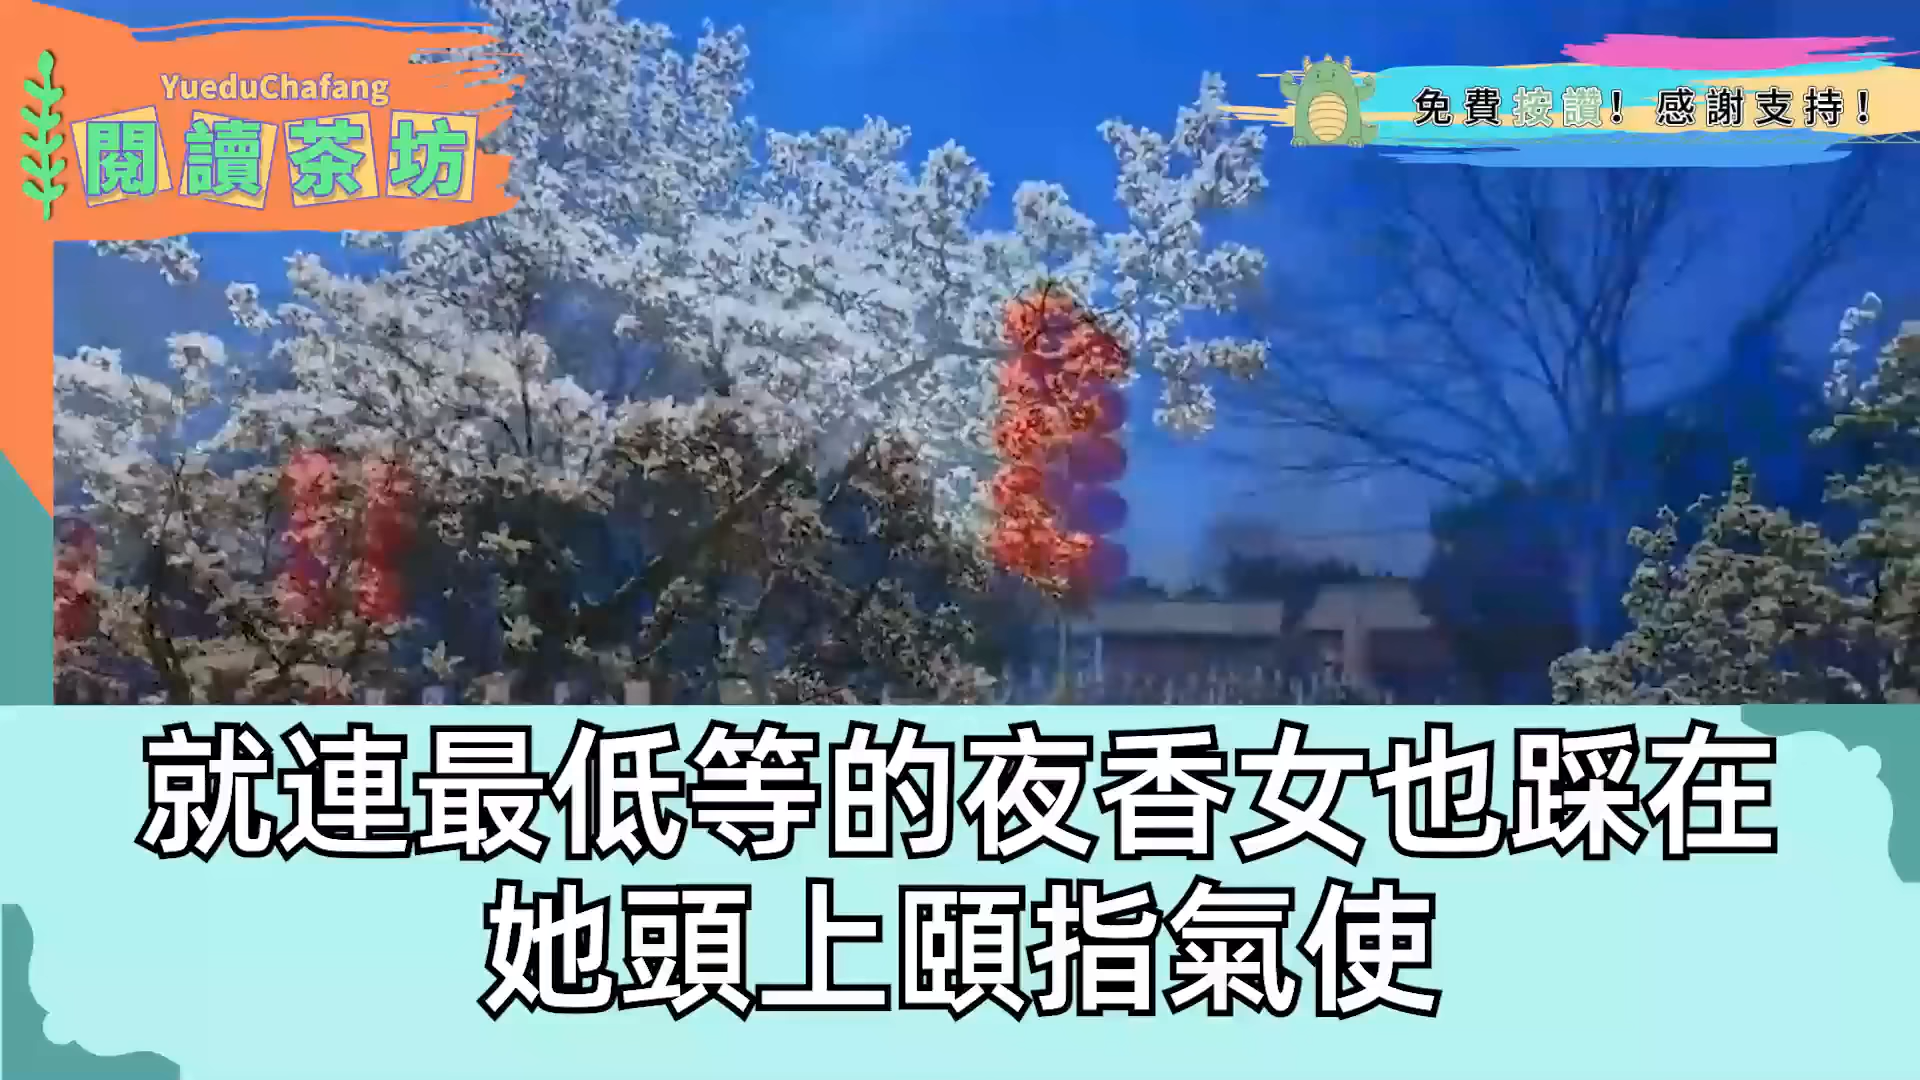 YueduChafang
閱讀茶坊
免費按讚！感謝支持！
就連最低等的夜香女也踩在
她頭上頤指氣使